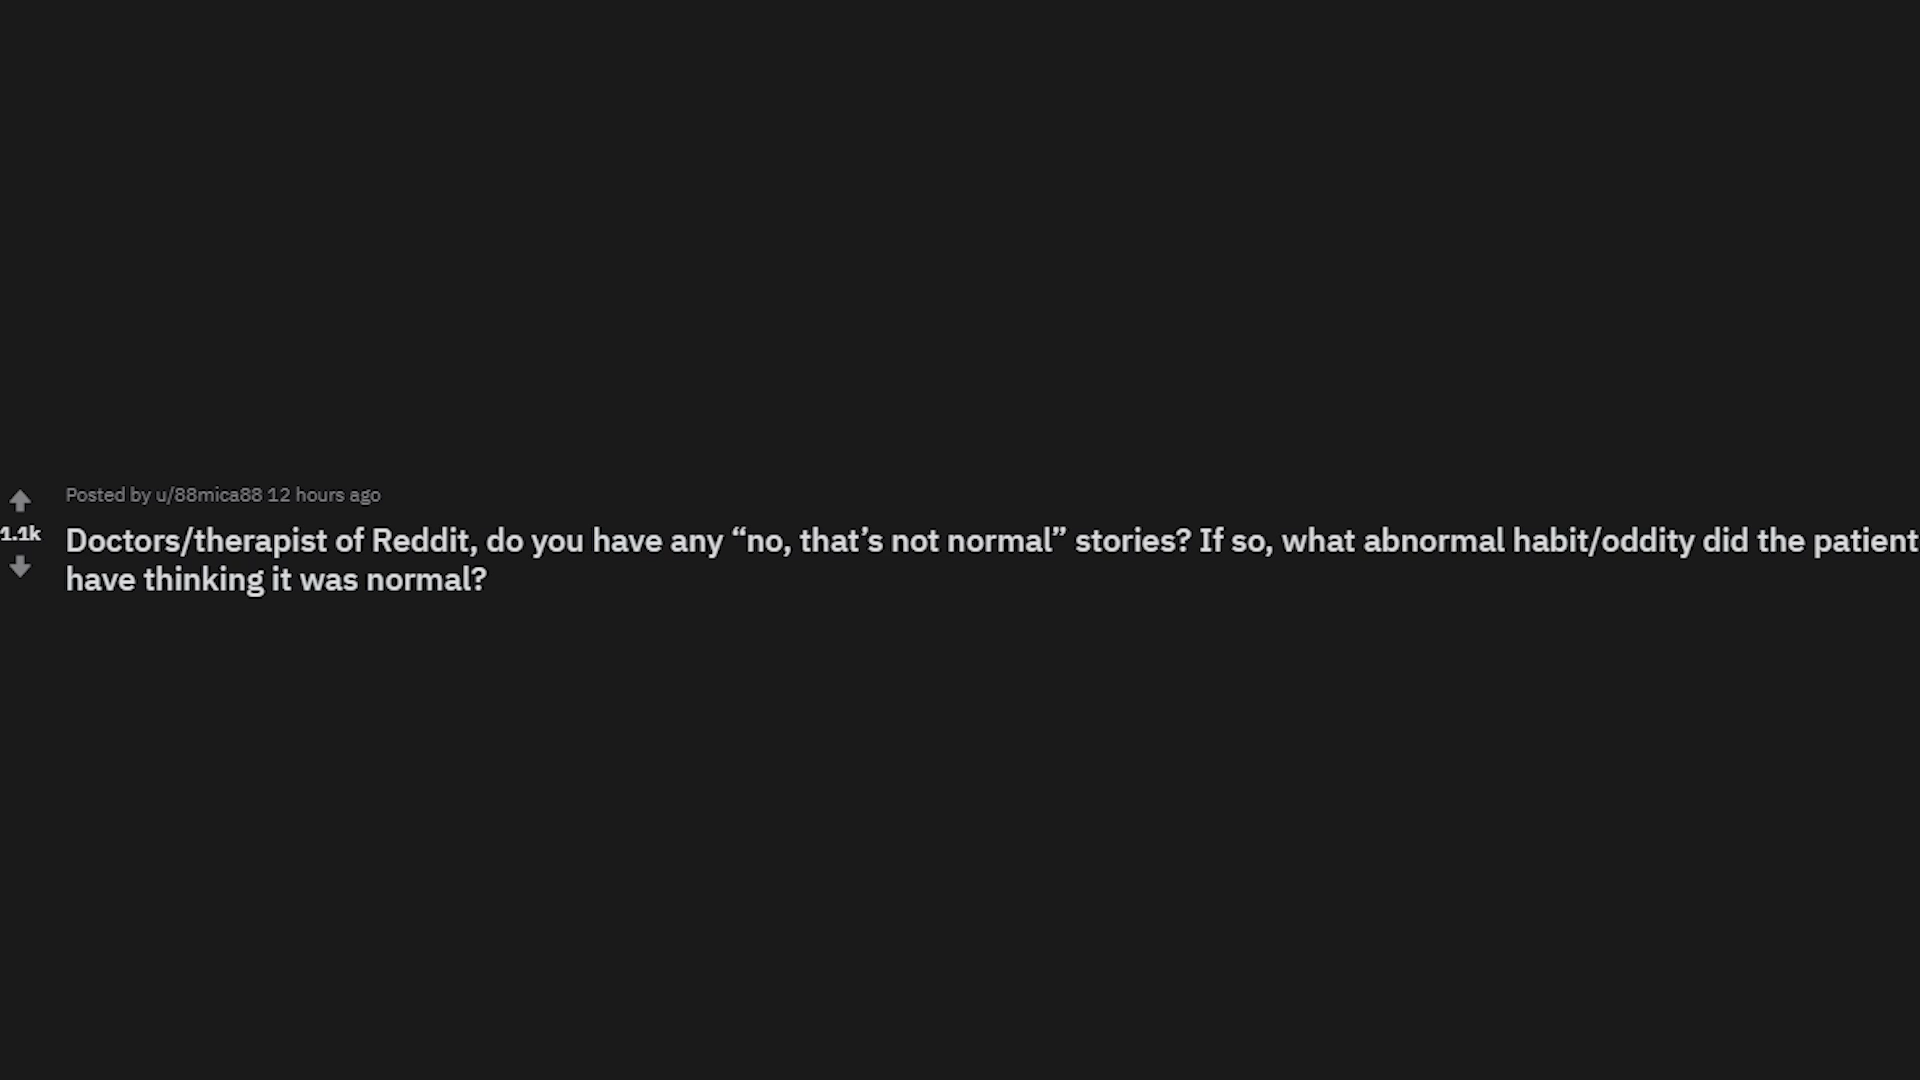 Posted by u/88mica88 12 hours ago
1.1k
Doctors/therapist of Reddit, do you have any “no, that’s not normal” stories? If so, what abnormal habit/oddity did the patient
have thinking it was normal?